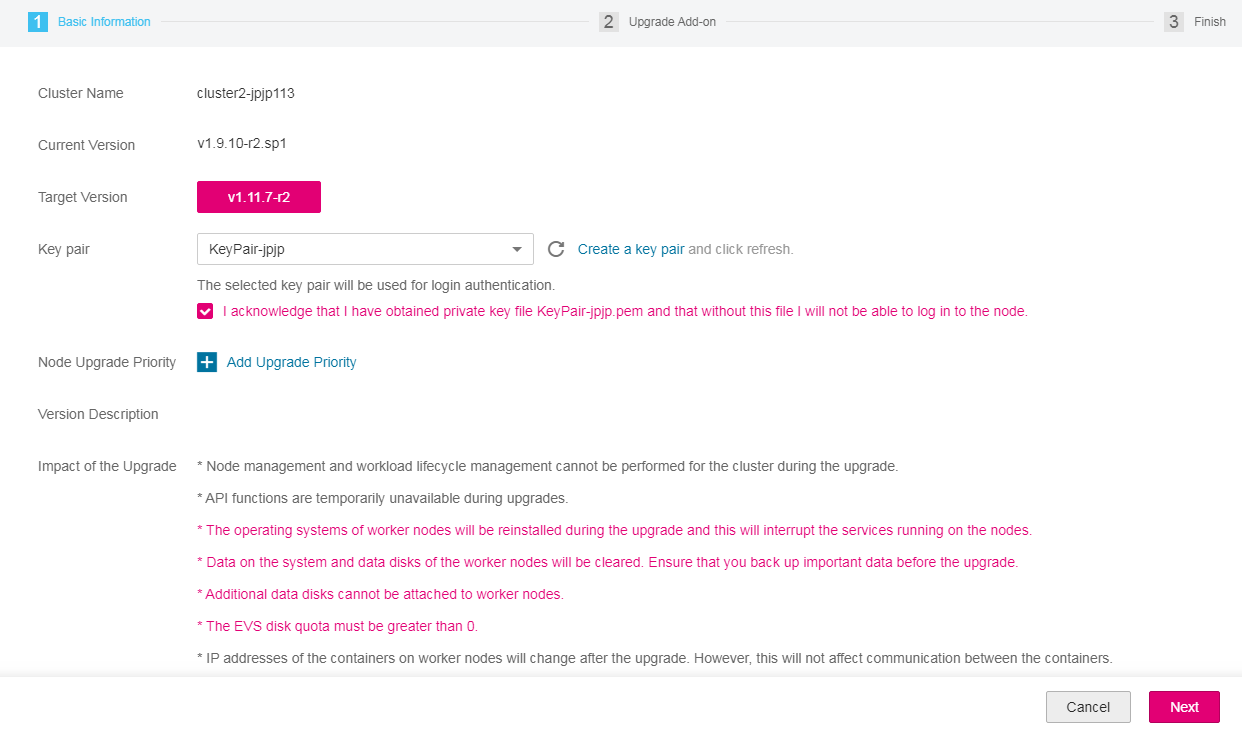 1 Basic Information 2 Upgrade Add-on 3 Finish
Cluster Name cluster2-jpjp113
Current Version v1.9.10-r2.sp1
Target Version v1.11.7-r2
Key pair KeyPair-jpjp Create a key pair and click refresh.
The selected key pair will be used for login authentication.
I acknowledge that I have obtained private key file KeyPair-jpjp.pem and that without this file I will not be able to log in to the node.
Node Upgrade Priority Add Upgrade Priority
Version Description
Impact of the Upgrade * Node management and workload lifecycle management cannot be performed for the cluster during the upgrade.
* API functions are temporarily unavailable during upgrades.
* The operating systems of worker nodes will be reinstalled during the upgrade and this will interrupt the services running on the nodes.
* Data on the system and data disks of the worker nodes will be cleared. Ensure that you back up important data before the upgrade.
* Additional data disks cannot be attached to worker nodes.
* The EVS disk quota must be greater than 0.
* IP addresses of the containers on worker nodes will change after the upgrade. However, this will not affect communication between the containers.
Cancel Next